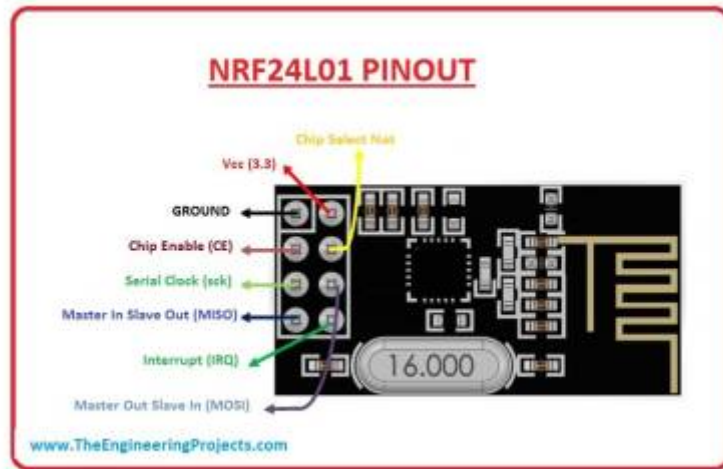 NRF24L01 PINOUT
Chip Select Not
Vcc (3.3)
GROUND
Chip Enable (CE)
Serial Clock (sck)
Master In Slave Out (MISO)
Interrupt (IRQ)
16.000
Master Out Slave In (MOSI)
www.TheEngineeringProjects.com